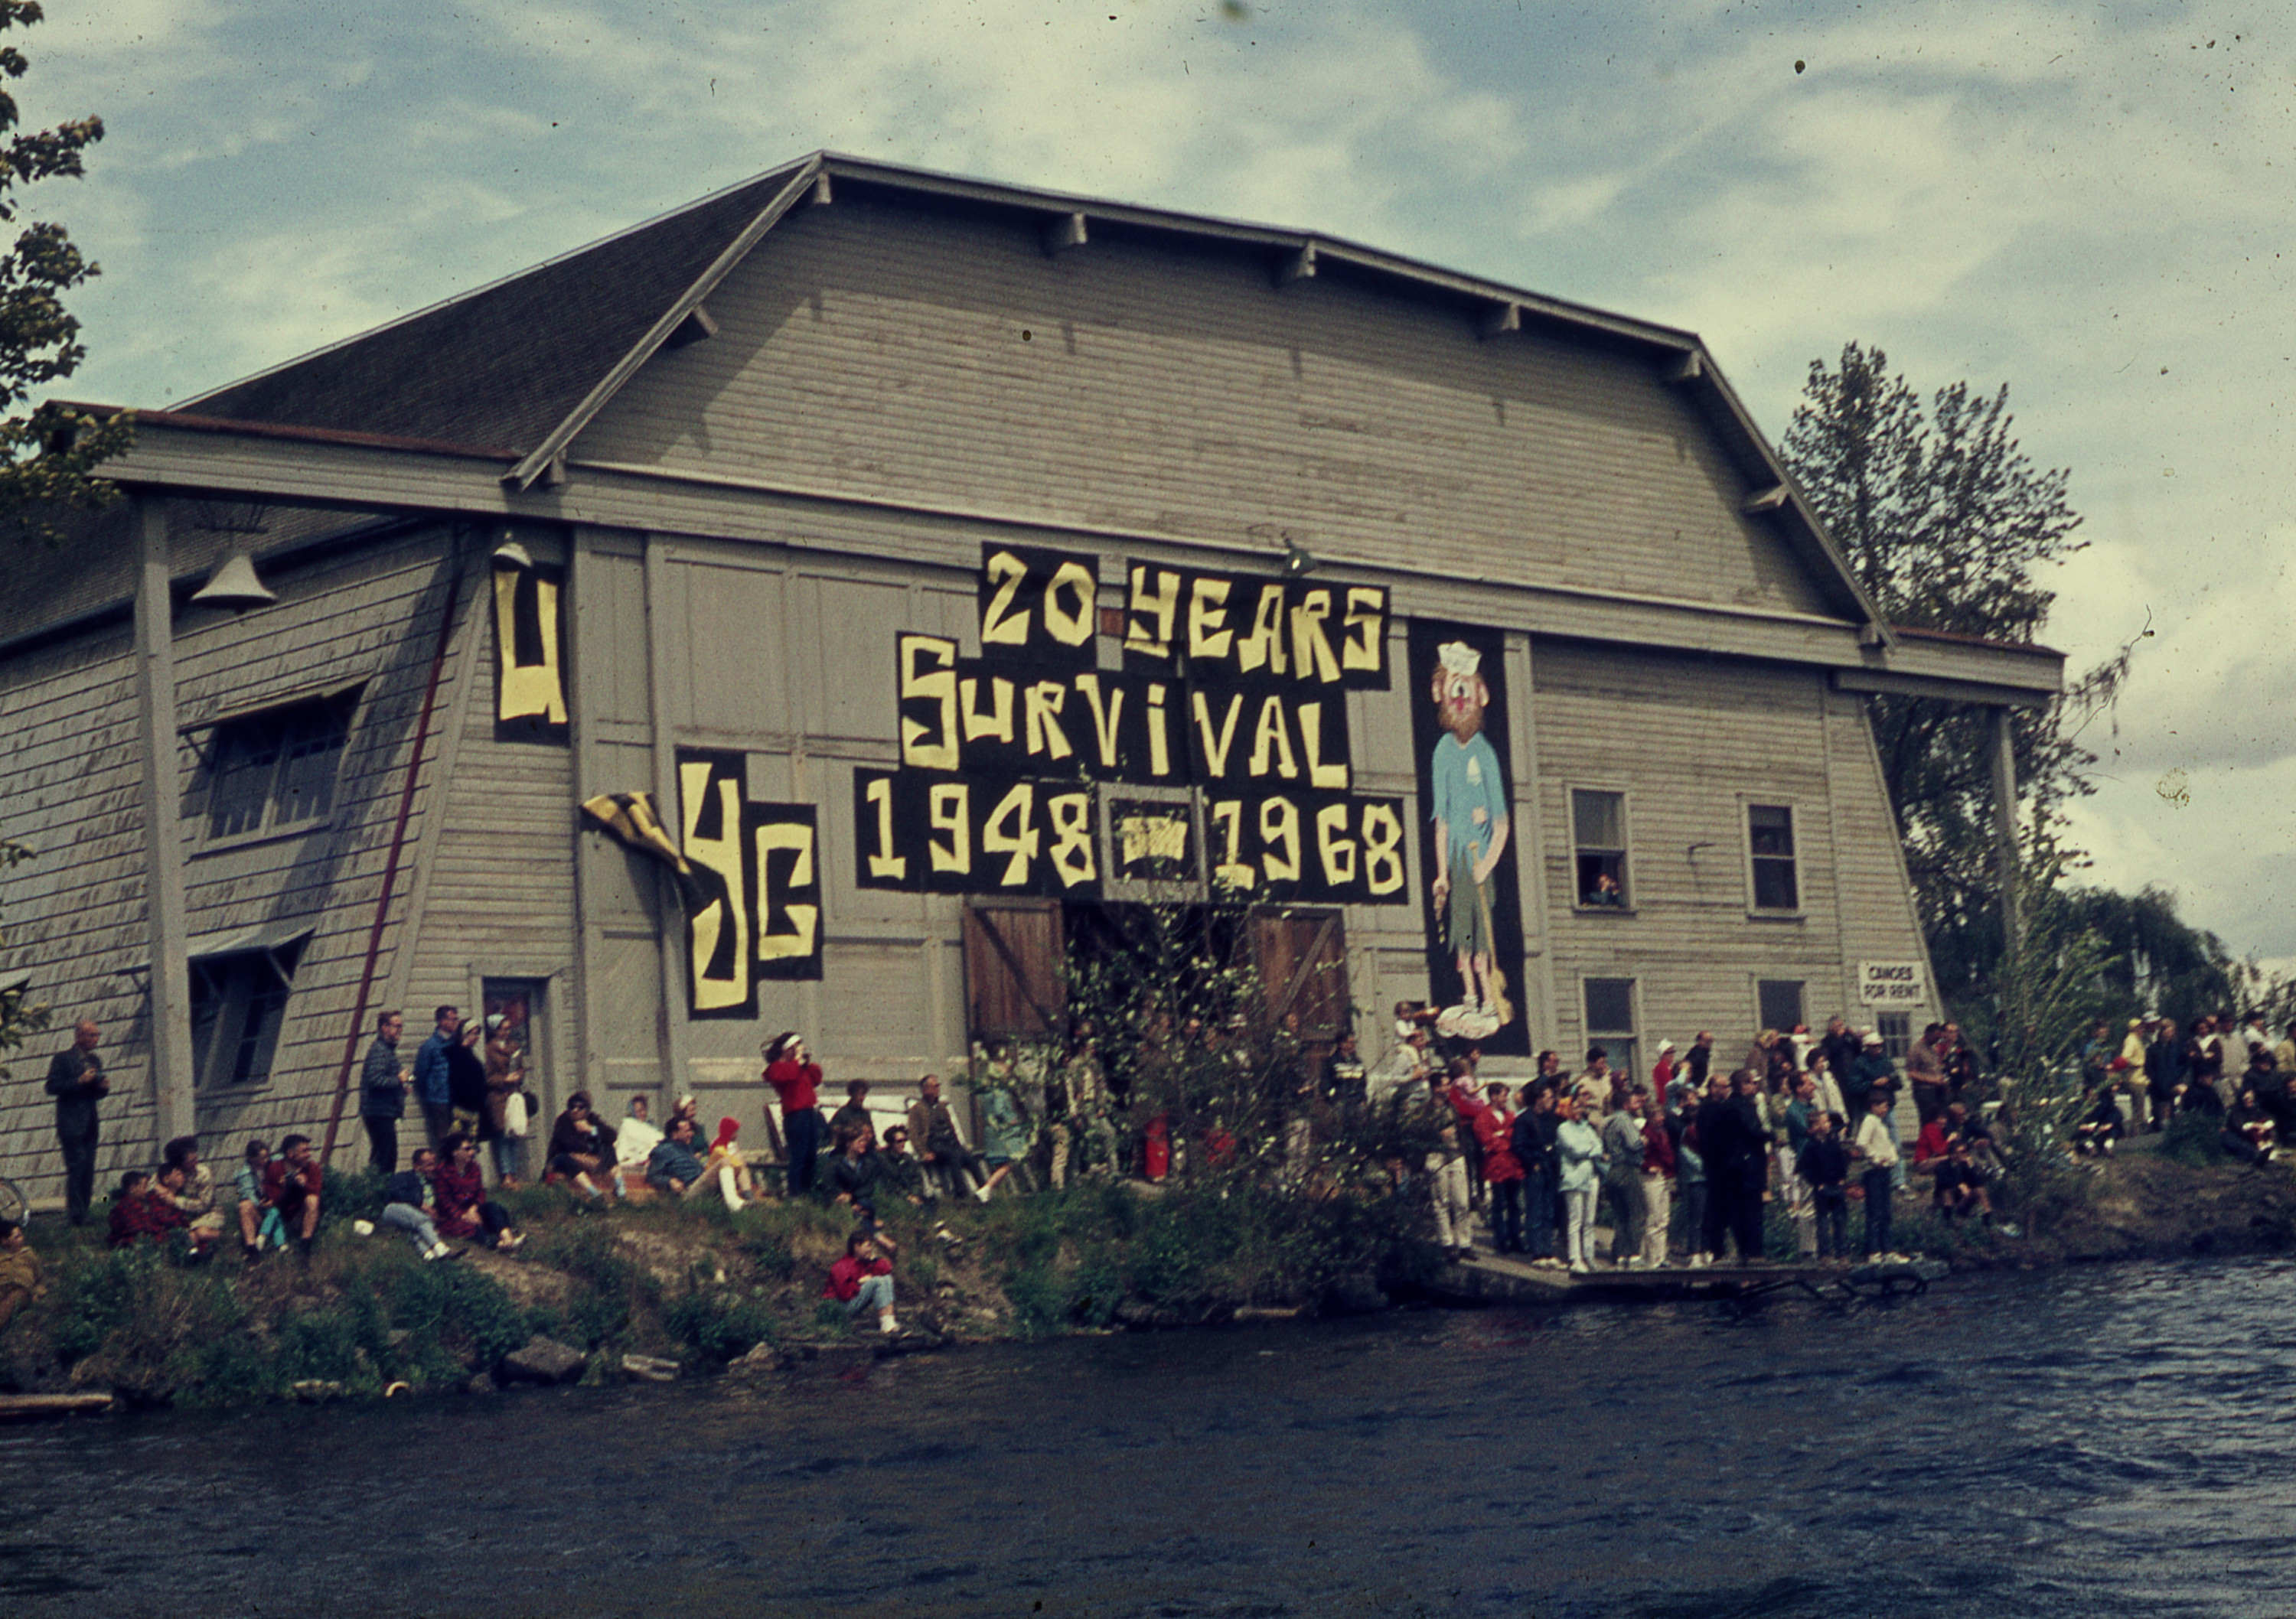 U
YC
20 YEARS
SURViVAL
1948-1968
CANOES
FOR RENT